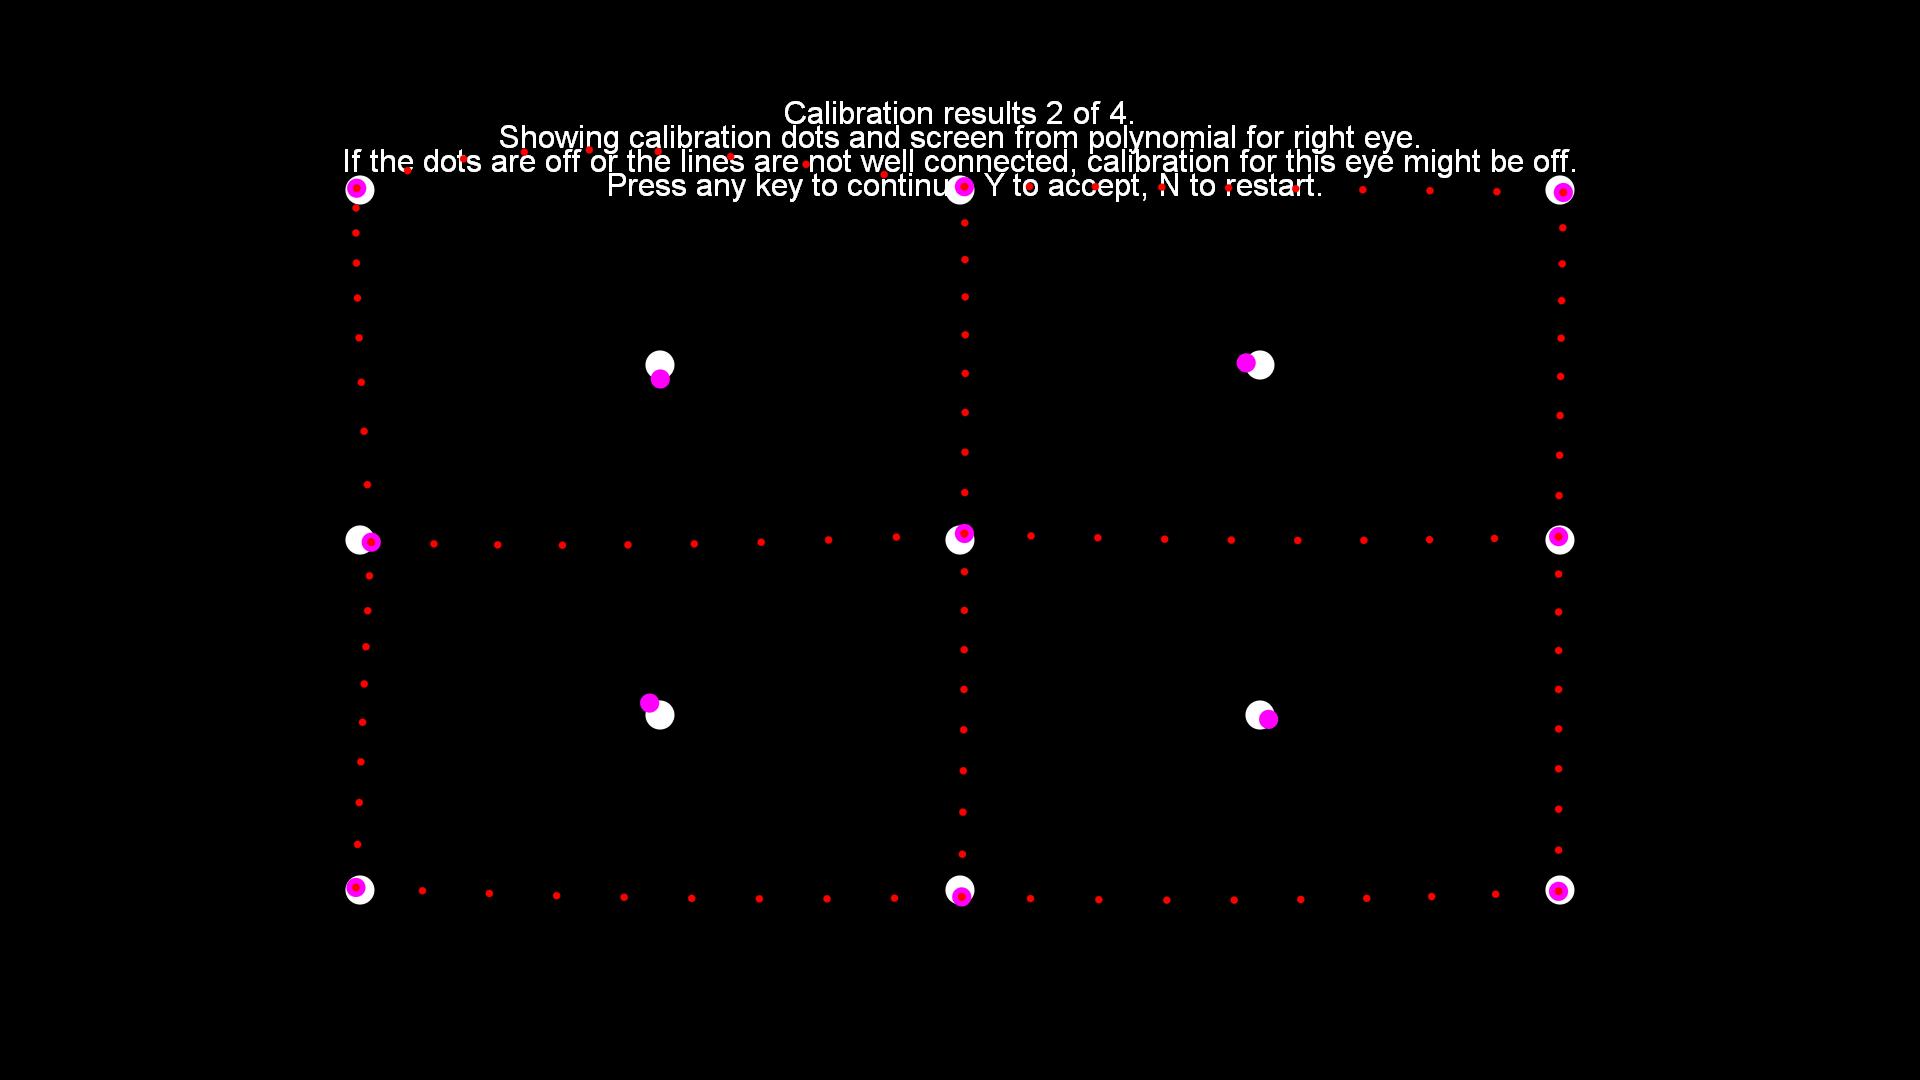 Calibration results 2 of 4.
Showing calibration dots and screen from polynomial for right eye.
If the dots are off or the lines are not well connected, calibration for this eye might be off.
Press any key to continue, Y to accept, N to restart.